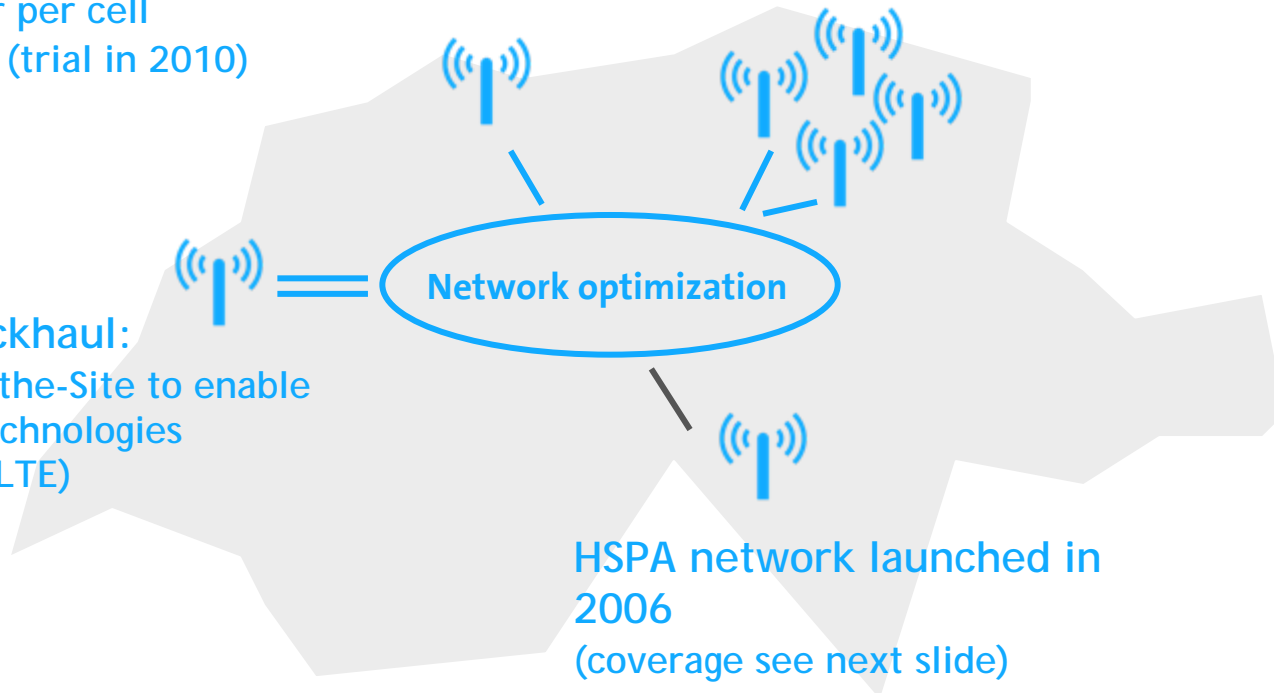 per cell
(trial in 2010)
Network optimization
ckhaul:
the-Site to enable
chnologies
LTE)
HSPA network launched in
2006
(coverage see next slide)